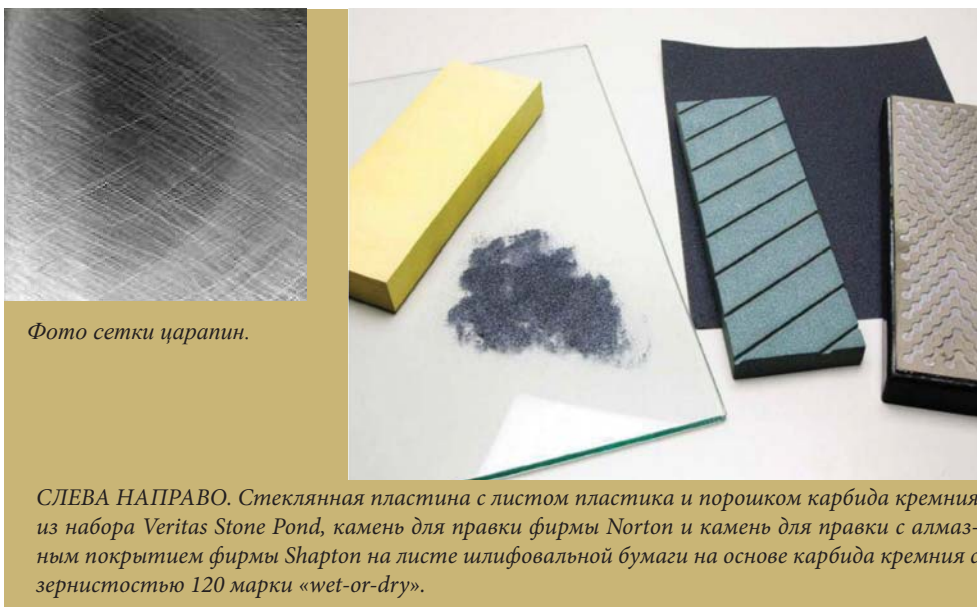 Фото сетки царапин.
СЛЕВА НАПРАВО. Стеклянная пластина с листом пластика и порошком карбида кремния
из набора Veritas Stone Pond, камень для правки фирмы Norton и камень для правки с алмаз-
ным покрытием фирмы Shapton на листе шлифовальной бумаги на основе карбида кремния с
зернистостью 120 марки «wet-or-dry».